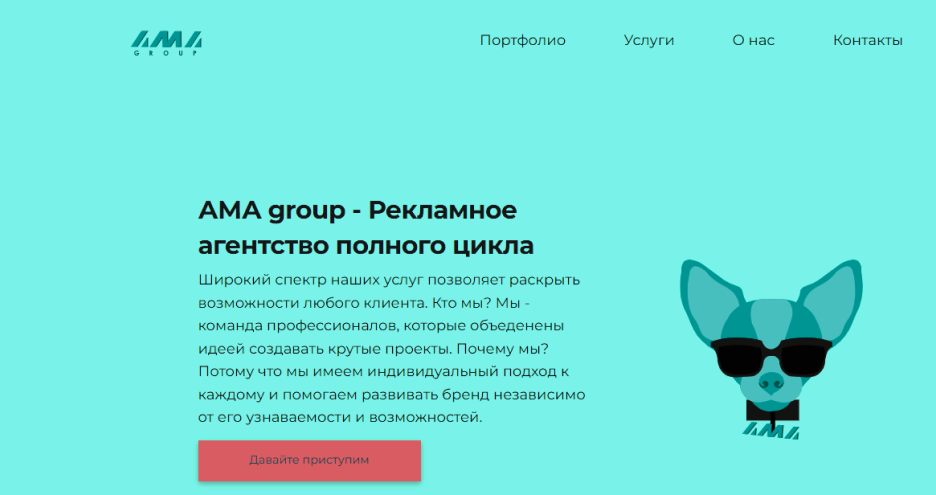 AMA
GROUP
Портфолио Услуги О нас Контакты
AMA group - Рекламное
агентство полного цикла
Широкий спектр наших услуг позволяет раскрыть
возможности любого клиента. Кто мы? Мы -
команда профессионалов, которые объеденены
идеей создавать крутые проекты. Почему мы?
Потому что мы имеем индивидуальный подход к
каждому и помогаем развивать бренд независимо
от его узнаваемости и возможностей.
AMA
Давайте приступим